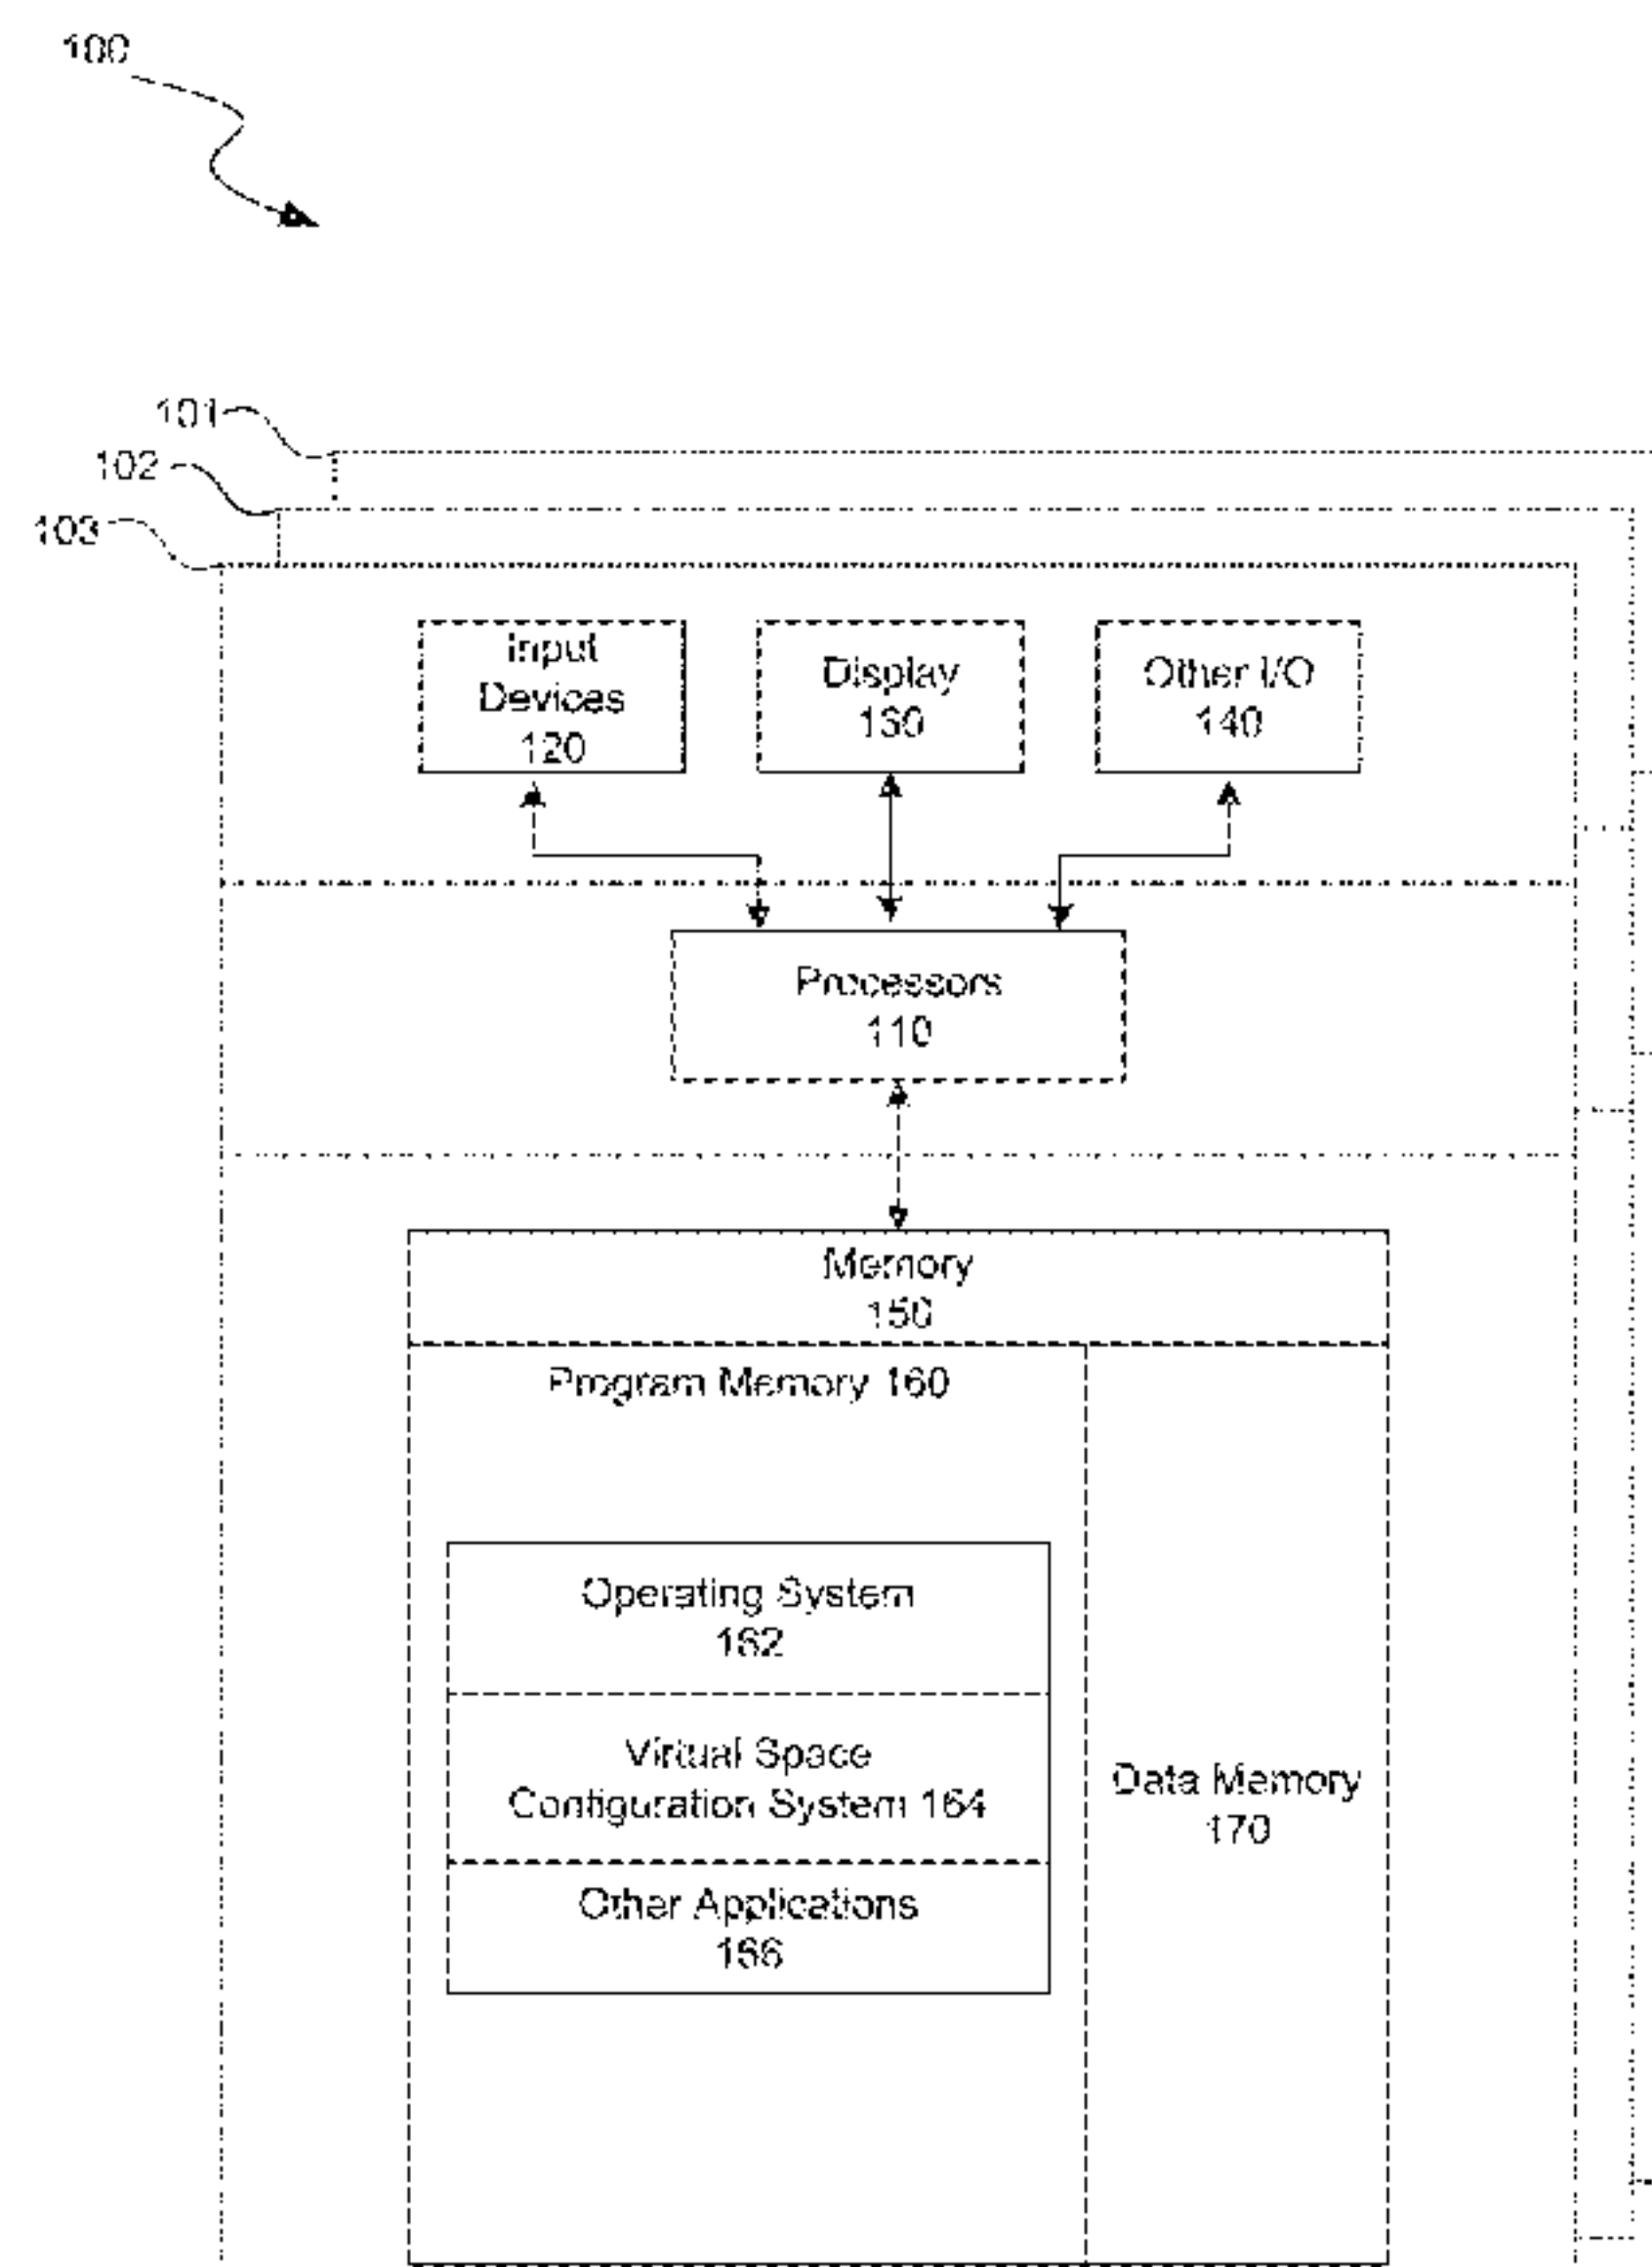 100
101
102
103
Input
Devices
120
Display
130
Other I/O
140
Processors
110
Memory
150
Program Memory 160
Operating System
162
Virtual Space
Configuration System 164
Other Applications
166
Data Memory
170